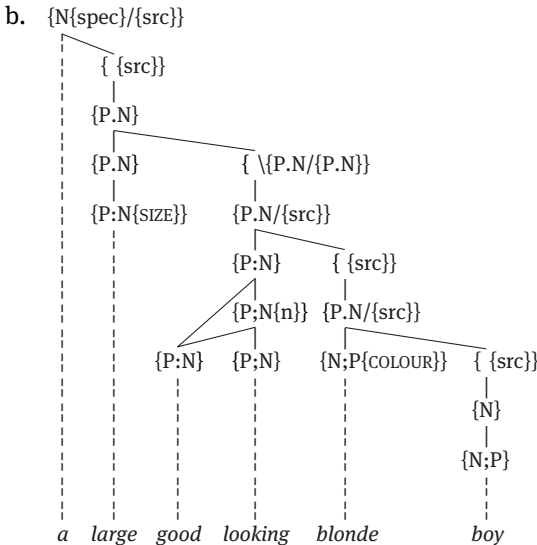 b. {N{spec}/{src}}
{ {src}}
{P.N}
{P.N} { \{P.N/{P.N}}
{P:N{SIZE}} {P.N/{src}}
{P:N} { {src}}
{P;N{n}} {P.N/{src}}
{P:N} {P;N} {N;P{COLOUR}} { {src}}
{N}
{N;P}
a large good looking blonde boy